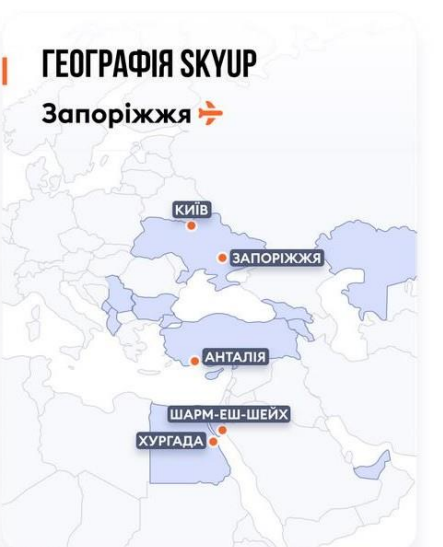 ГЕОГРАФІЯ SKYUP
Запоріжжя
КИЇВ
ЗАПОРІЖЖЯ
АНТАЛІЯ
ШАРМ-ЕШ-ШЕЙХ
ХУРГАДА